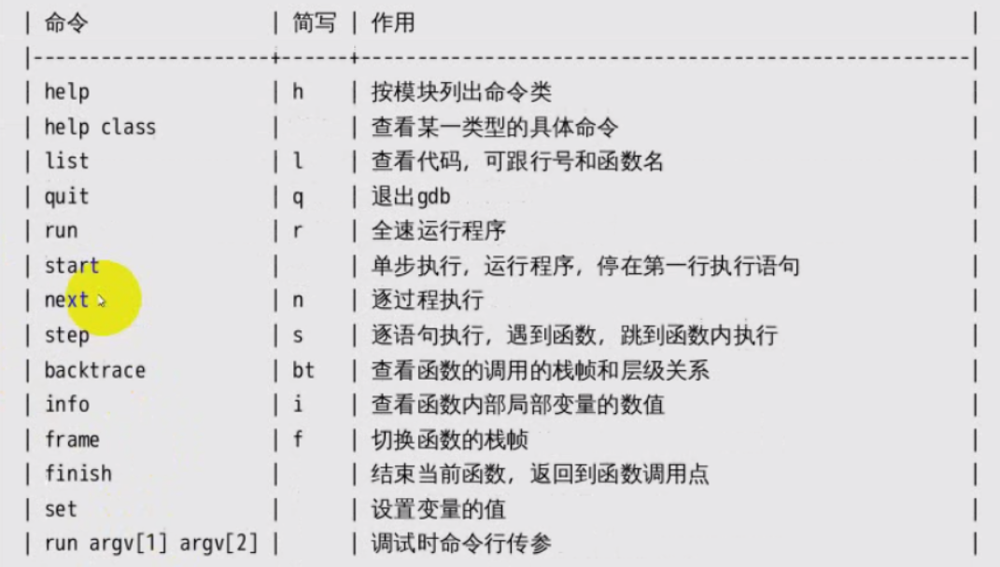 | 命令 | 简写 | 作用 |
|---------------------+------+------------------------------------------------------|
| help | h | 按模块列出命令类 |
| help class | | 查看某一类型的具体命令 |
| list | l | 查看代码, 可跟行号和函数名 |
| quit | q | 退出gdb |
| run | r | 全速运行程序 |
| start | | 单步执行, 运行程序, 停在第一行执行语句 |
| next | n | 逐过程执行 |
| step | s | 逐语句执行, 遇到函数, 跳到函数内执行 |
| backtrace | bt | 查看函数的调用的栈帧和层级关系 |
| info | i | 查看函数内部局部变量的数值 |
| frame | f | 切换函数的栈帧 |
| finish | | 结束当前函数, 返回到函数调用点 |
| set | | 设置变量的值 |
| run argv[1] argv[2] | | 调试时命令行传参 |